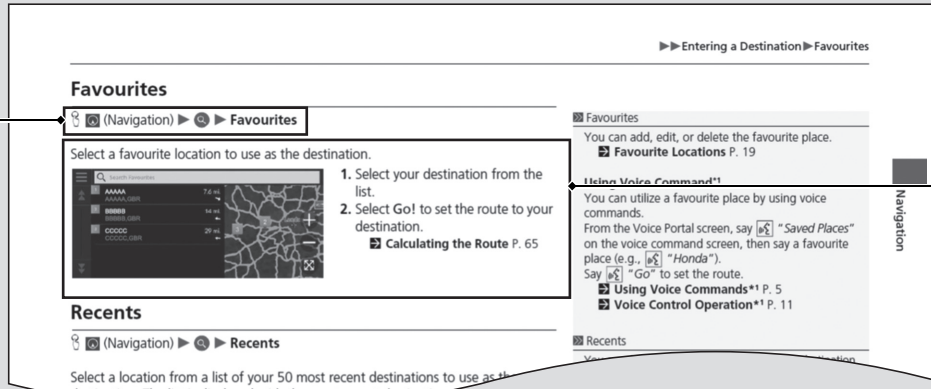 ▶▶Entering a Destination▶Favourites
Favourites
(Navigation) ▶ ▶ Favourites
Select a favourite location to use as the destination.
Search Favourites
AAAAA
7.6 mi
AAAAA,GBR
BBBBB
14 mi
BBBBB,GBR
CCCCC
29 mi
CCCCC,GBR
Leeds
1. Select your destination from the
list.
2. Select Go! to set the route to your
destination.
Calculating the Route P. 65
Recents
(Navigation) ▶ ▶ Recents
Select a location from a list of your 50 most recent destinations to use as
Favourites
You can add, edit, or delete the favourite place.
Favourite Locations P. 19
Using Voice Command*1
You can utilize a favourite place by using voice
commands.
From the Voice Portal screen, say "Saved Places"
on the voice command screen, then say a favourite
place (e.g., "Honda").
Say "Go" to set the route.
Using Voice Commands*1 P. 5
Voice Control Operation*1 P. 11
Recents
Navigation